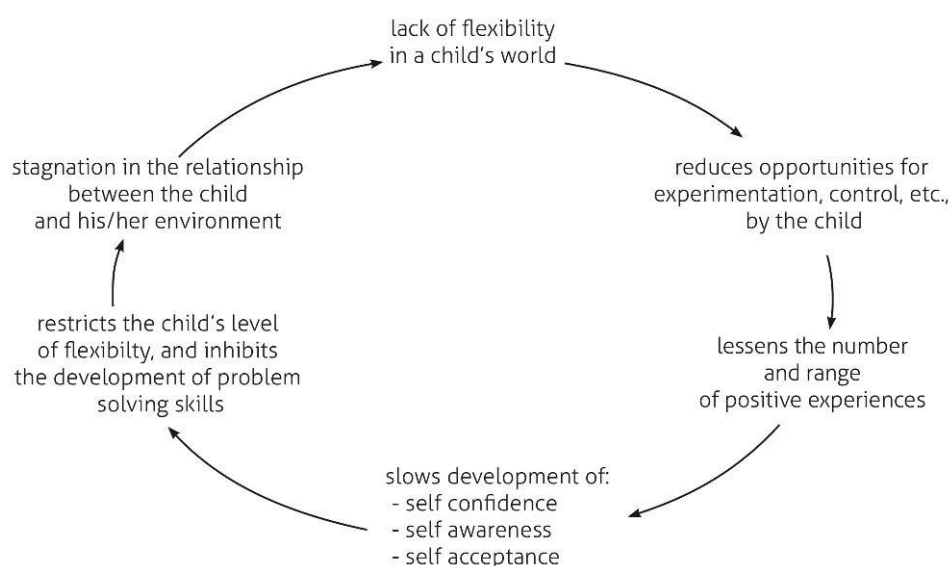 lack of flexibility
in a child's world
reduces opportunities for
experimentation, control, etc.,
by the child
lessens the number
and range
of positive experiences
slows development of:
- self confidence
- self awareness
- self acceptance
restricts the child's level
of flexibilty, and inhibits
the development of problem
solving skills
stagnation in the relationship
between the child
and his/her environment